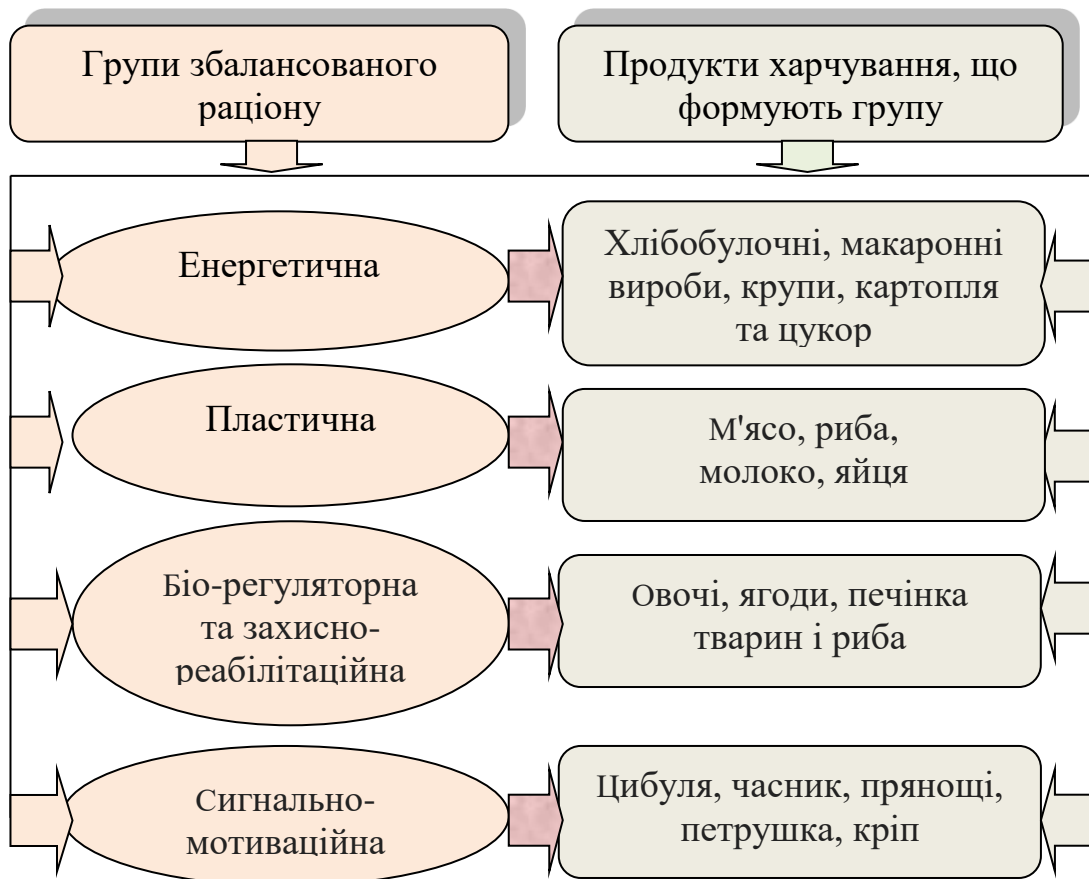 Групи збалансованого
раціону
Продукти харчування, що
формують групу
Енергетична
Хлібобулочні, макаронні
вироби, крупи, картопля
та цукор
Пластична
М'ясо, риба,
молоко, яйця
Біо-регуляторна
та захисно-
реабілітаційна
Овочі, ягоди, печінка
тварин і риба
Сигнально-
мотиваційна
Цибуля, часник, прянощі,
петрушка, кріп